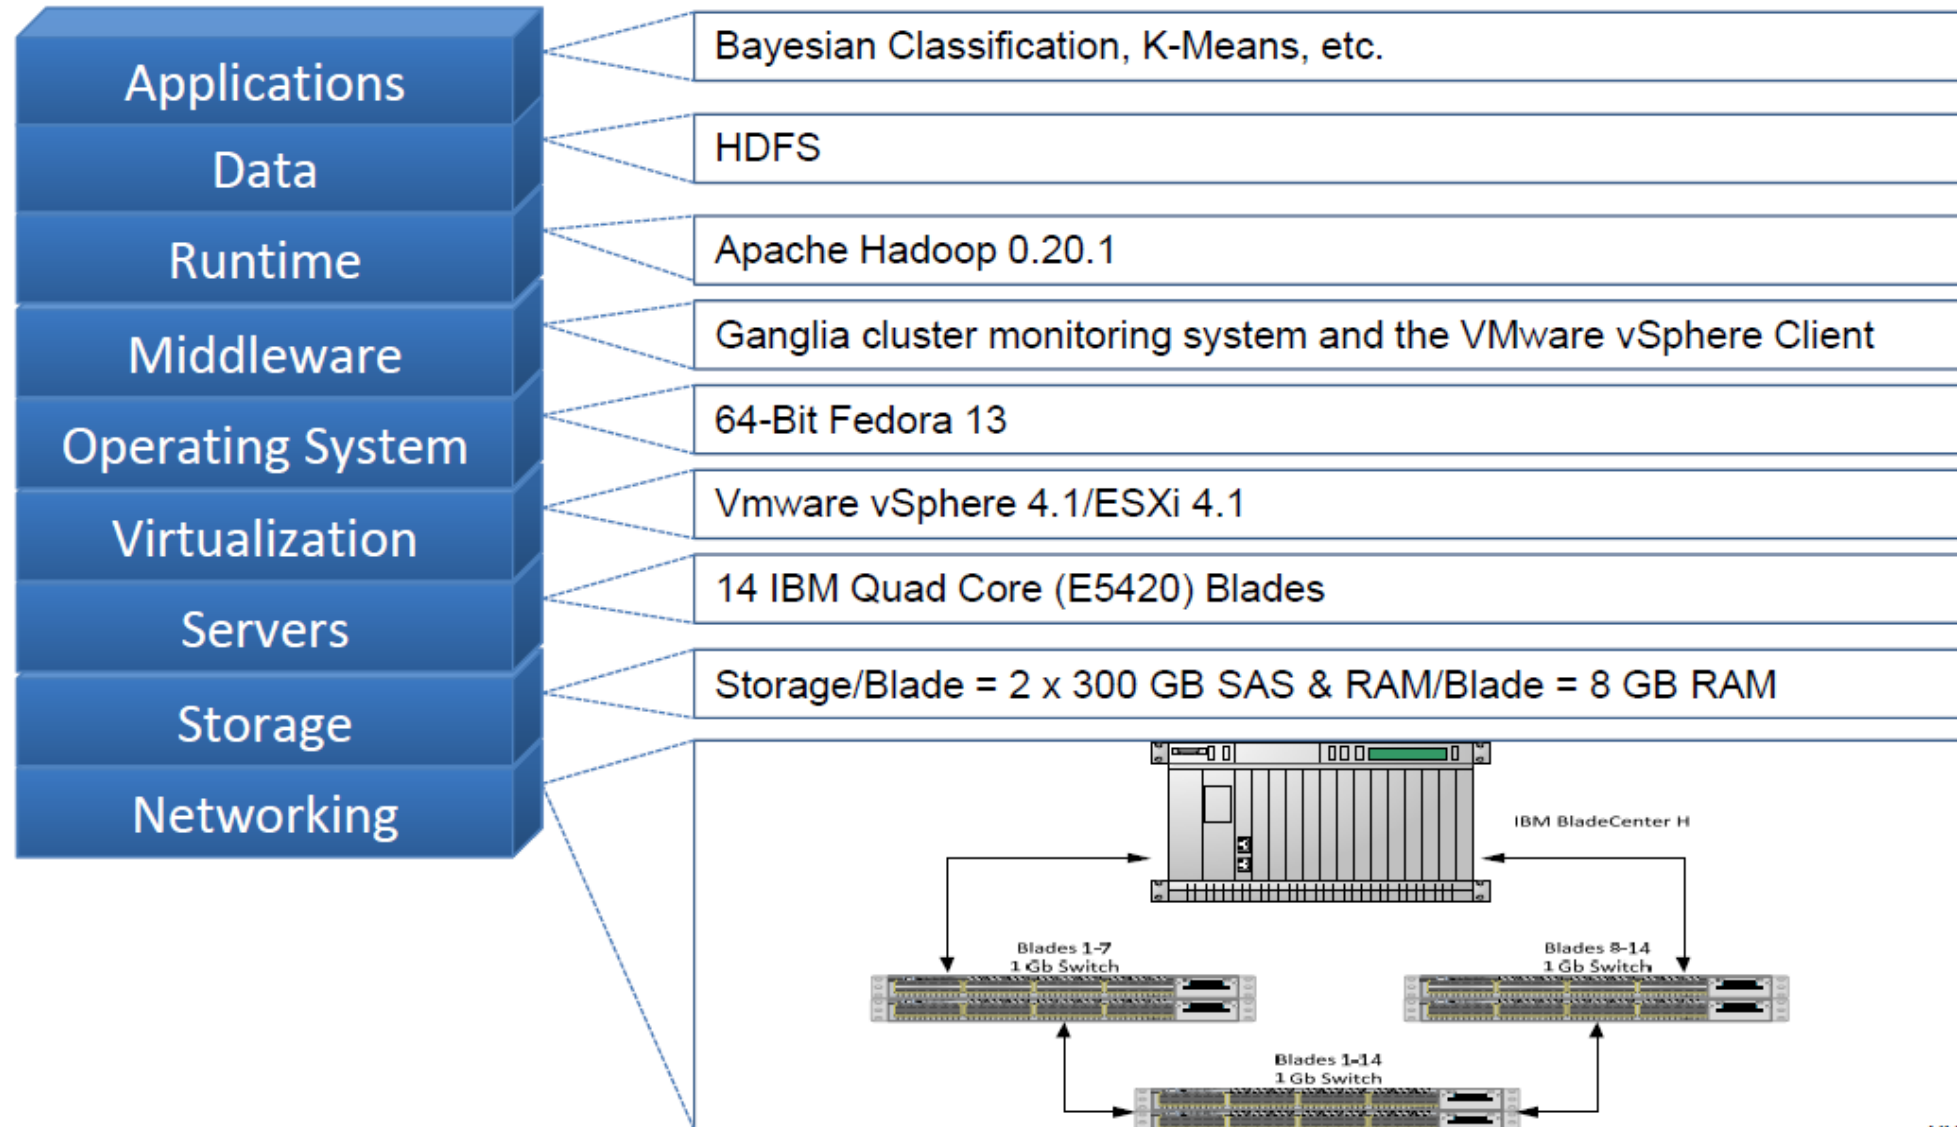 Applications
Bayesian Classification, K-Means, etc.
Data
HDFS
Runtime
Apache Hadoop 0.20.1
Middleware
Ganglia cluster monitoring system and the VMware vSphere Client
Operating System
64-Bit Fedora 13
Virtualization
Vmware vSphere 4.1/ESXi 4.1
Servers
14 IBM Quad Core (E5420) Blades
Storage
Storage/Blade = 2 x 300 GB SAS & RAM/Blade = 8 GB RAM
Networking
IBM BladeCenter H
Blades 1-7
1 Gb Switch
Blades 8-14
1 Gb Switch
Blades 1-14
1 Gb Switch